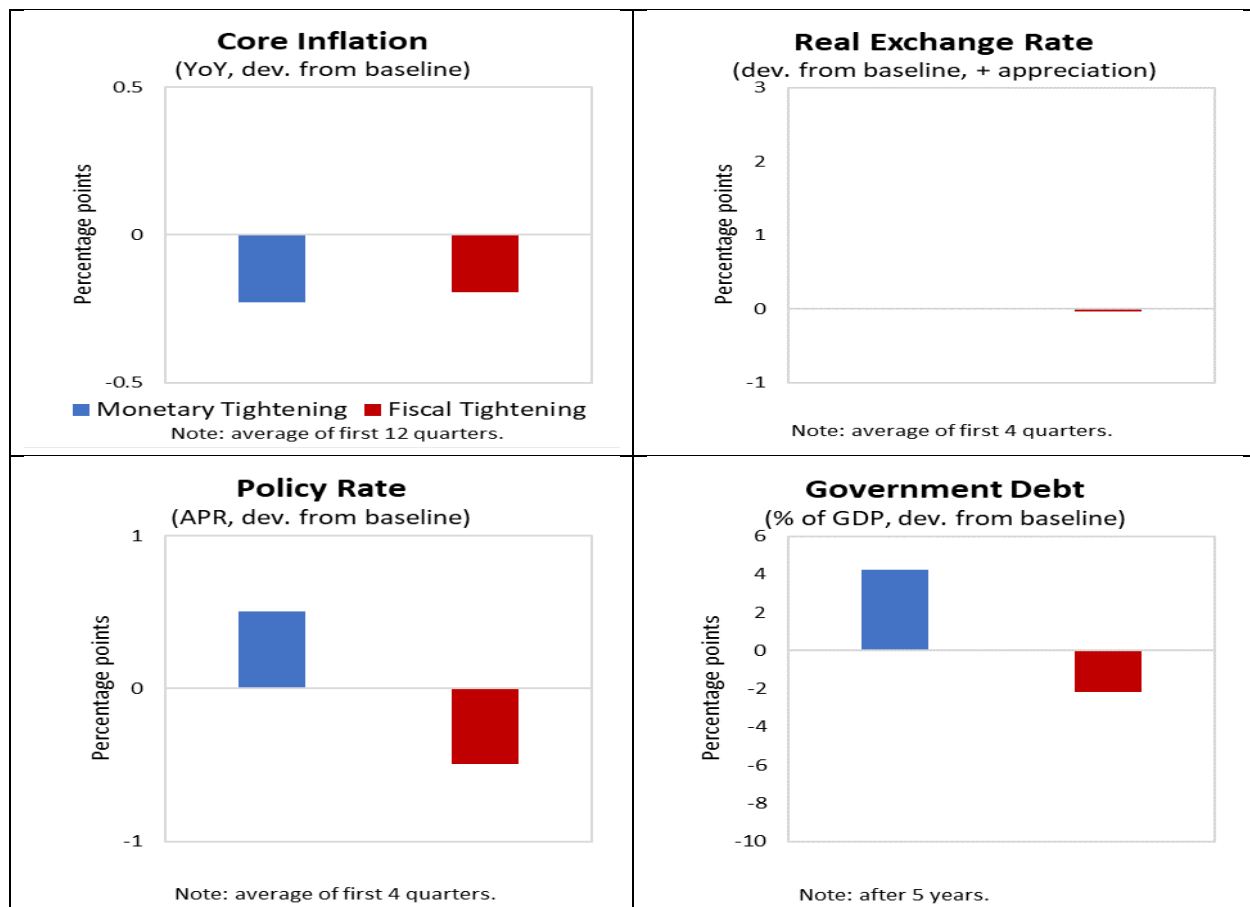 Core Inflation
(YoY, dev. from baseline)
Percentage points
0.5
0
-0.5
Monetary Tightening Fiscal Tightening
Note: average of first 12 quarters.
Real Exchange Rate
(dev. from baseline, + appreciation)
Percentage points
3
2
1
0
-1
Note: average of first 4 quarters.
Policy Rate
(APR, dev. from baseline)
Percentage points
1
0
-1
Note: average of first 4 quarters.
Government Debt
(% of GDP, dev. from baseline)
Percentage points
6
4
2
0
-2
-4
-6
-8
-10
Note: after 5 years.